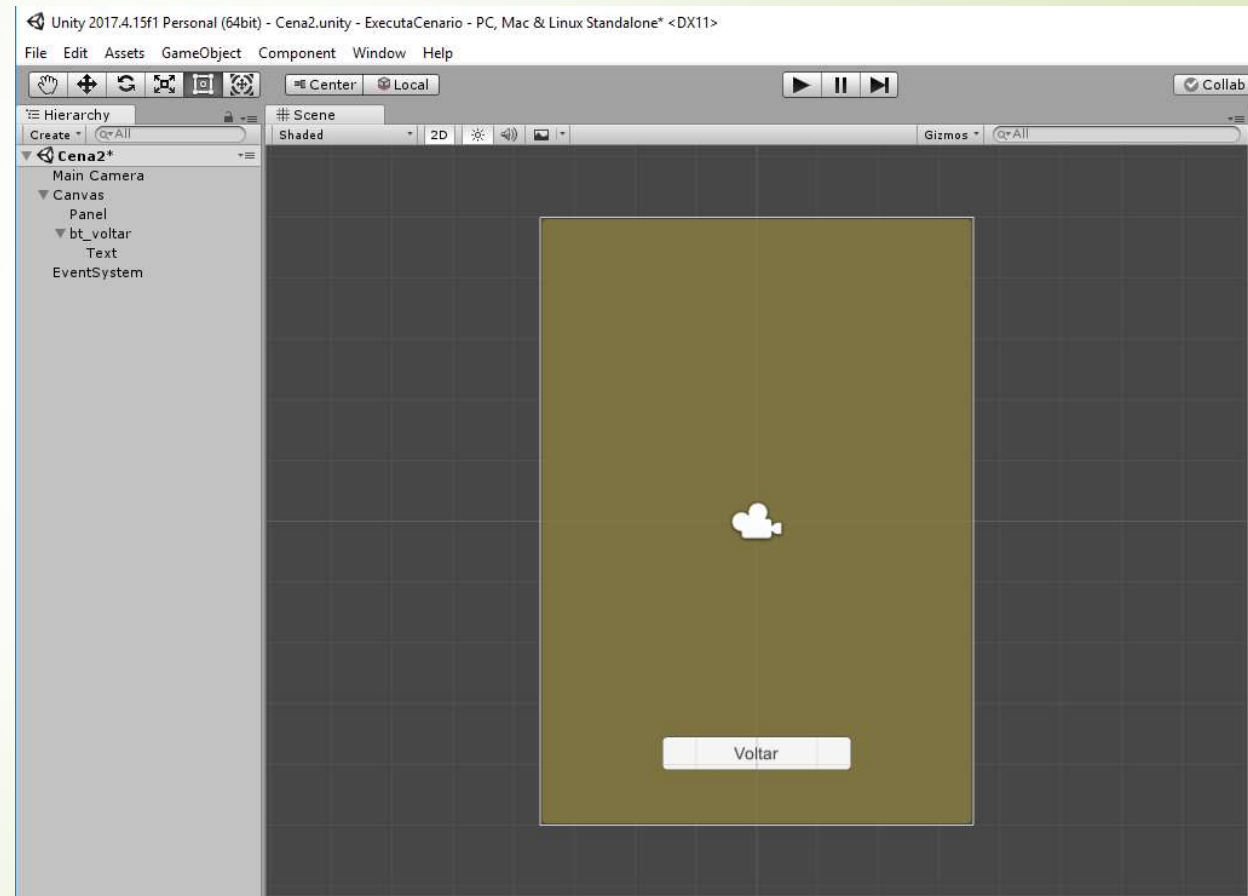 Unity 2017.4.15f1 Personal (64bit) - Cena2.unity - ExecutaCenario - PC, Mac & Linux Standalone* <DX11>
File Edit Assets GameObject Component Window Help
Center Local Collab
Hierarchy # Scene
Create All Shaded 2D Gizmos All
Cena2*
Main Camera
Canvas
Panel
bt_voltar
Text
EventSystem
Voltar